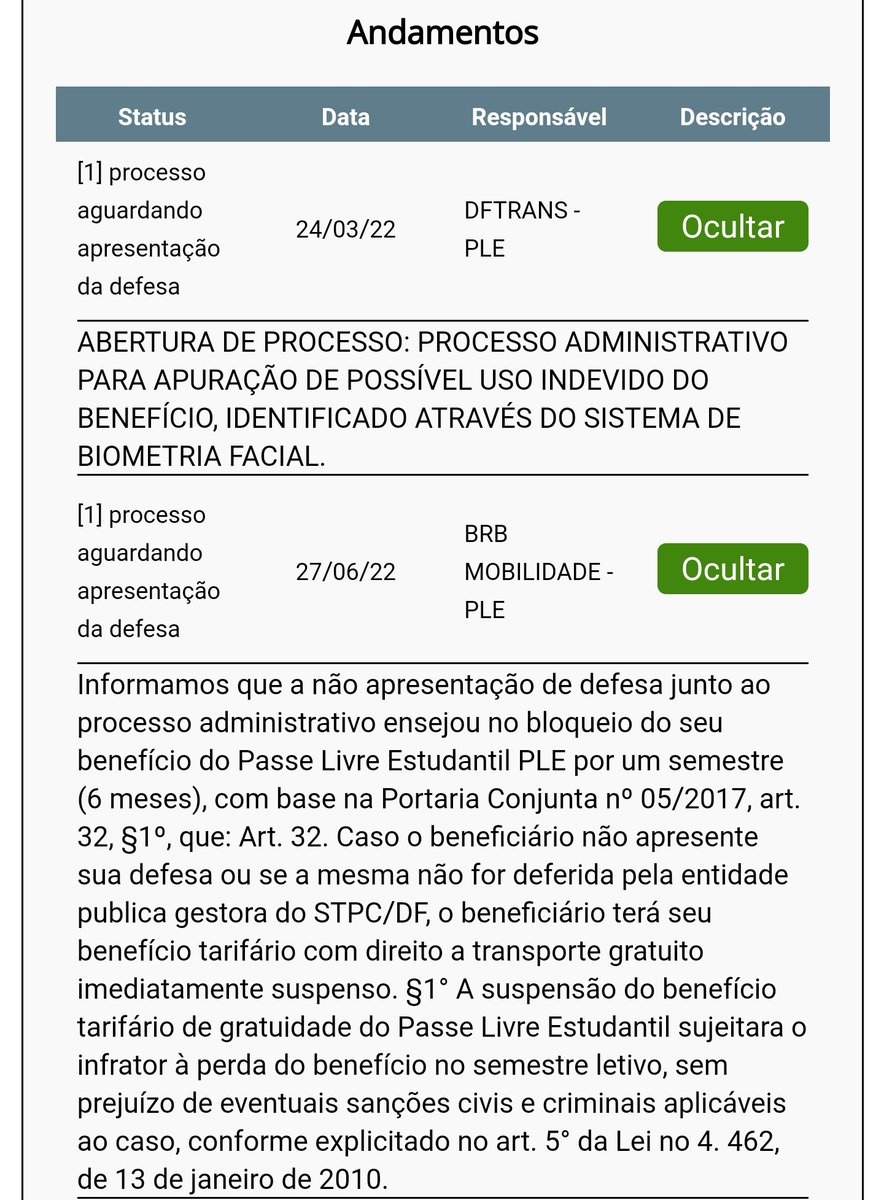 Andamentos
Status Data Responsável Descrição
[1] processo
aguardando
apresentação
da defesa
24/03/22
DFTRANS -
PLE
Ocultar
ABERTURA DE PROCESSO: PROCESSO ADMINISTRATIVO
PARA APURAÇÃO DE POSSÍVEL USO INDEVIDO DO
BENEFÍCIO, IDENTIFICADO ATRAVÉS DO SISTEMA DE
BIOMETRIA FACIAL.
[1] processo
aguardando
apresentação
da defesa
27/06/22
BRB
MOBILIDADE -
PLE
Ocultar
Informamos que a não apresentação de defesa junto ao
processo administrativo ensejou no bloqueio do seu
benefício do Passe Livre Estudantil PLE por um semestre
(6 meses), com base na Portaria Conjunta nº 05/2017, art.
32, §1º, que: Art. 32. Caso o beneficiário não apresente
sua defesa ou se a mesma não for deferida pela entidade
publica gestora do STPC/DF, o beneficiário terá seu
benefício tarifário com direito a transporte gratuito
imediatamente suspenso. §1° A suspensão do benefício
tarifário de gratuidade do Passe Livre Estudantil sujeitara o
infrator à perda do benefício no semestre letivo, sem
prejuízo de eventuais sanções civis e criminais aplicáveis
ao caso, conforme explicitado no art. 5° da Lei no 4. 462,
de 13 de janeiro de 2010.